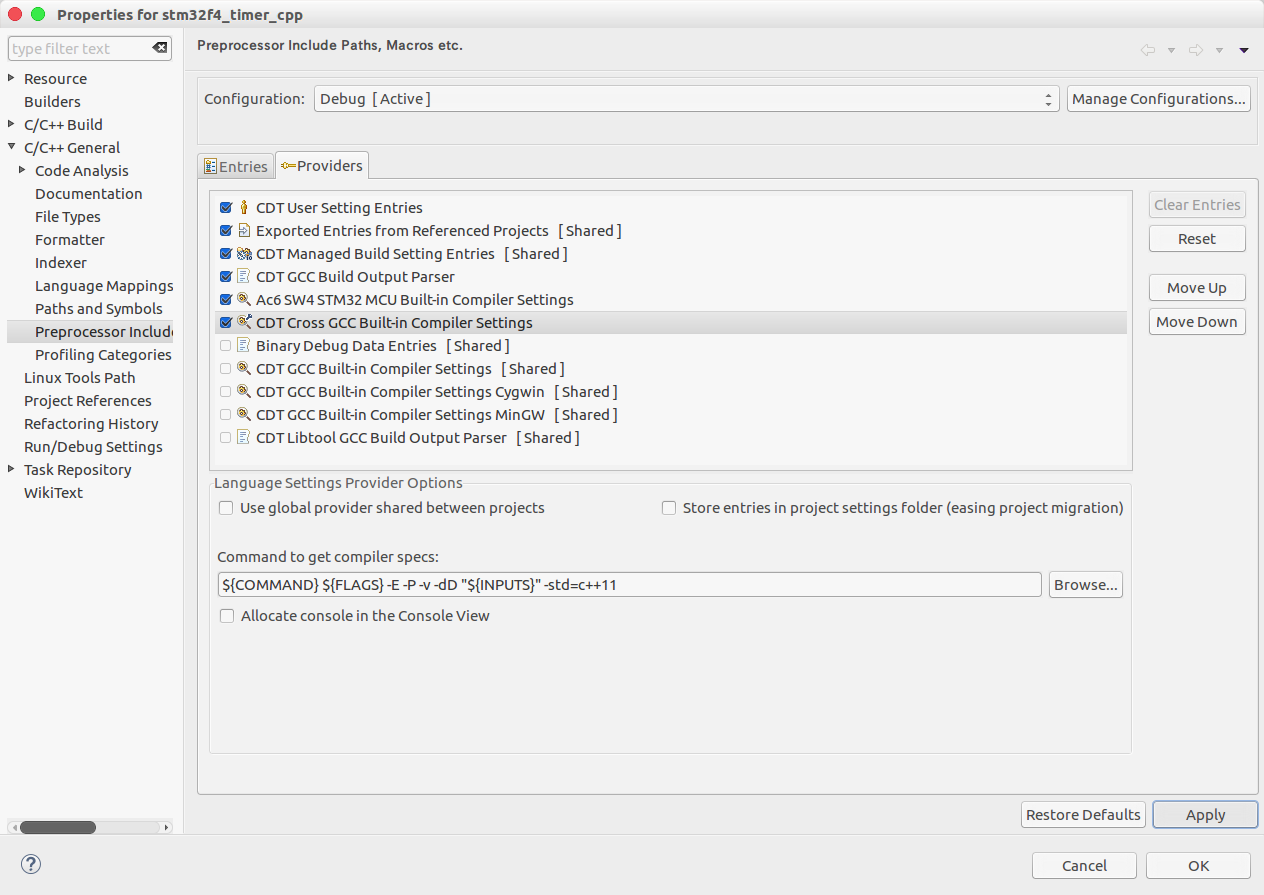 Properties for stm32f4_timer_cpp
type filter text
Resource
Builders
C/C++ Build
C/C++ General
Code Analysis
Documentation
File Types
Formatter
Indexer
Language Mappings
Paths and Symbols
Preprocessor Include
Profiling Categories
Linux Tools Path
Project References
Refactoring History
Run/Debug Settings
Task Repository
WikiText
Preprocessor Include Paths, Macros etc.
Configuration: Debug [ Active ] Manage Configurations...
Entries Providers
CDT User Setting Entries
Exported Entries from Referenced Projects [ Shared ]
CDT Managed Build Setting Entries [ Shared ]
CDT GCC Build Output Parser
Ac6 SW4 STM32 MCU Built-in Compiler Settings
CDT Cross GCC Built-in Compiler Settings
Binary Debug Data Entries [ Shared ]
CDT GCC Built-in Compiler Settings [ Shared ]
CDT GCC Built-in Compiler Settings Cygwin [ Shared ]
CDT GCC Built-in Compiler Settings MinGW [ Shared ]
CDT Libtool GCC Build Output Parser [ Shared ]
Clear Entries
Reset
Move Up
Move Down
Language Settings Provider Options
Use global provider shared between projects Store entries in project settings folder (easing project migration)
Command to get compiler specs:
${COMMAND} ${FLAGS} -E -P -v -dD "${INPUTS}" -std=c++11 Browse...
Allocate console in the Console View
Restore Defaults Apply
? Cancel OK